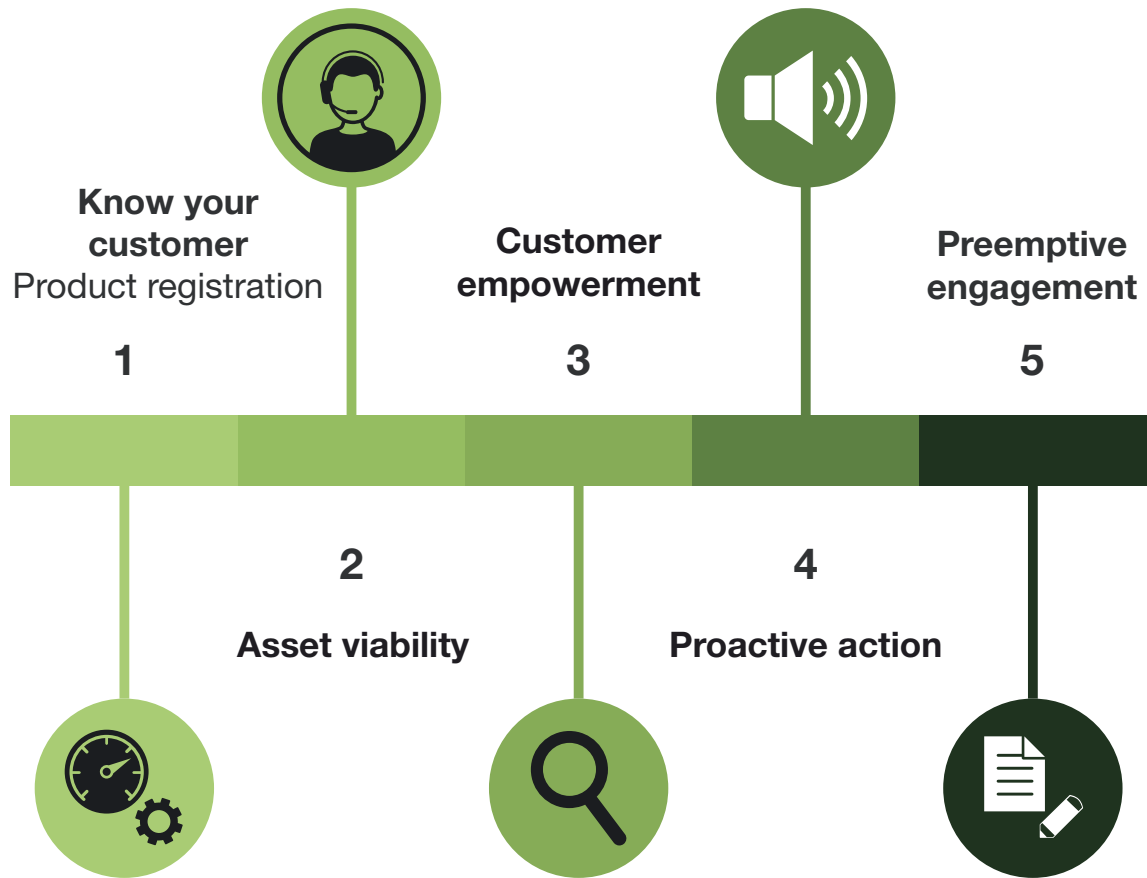 Know your
customer
Product registration
1
2
Asset viability
Customer
empowerment
3
4
Proactive action
Preemptive
engagement
5